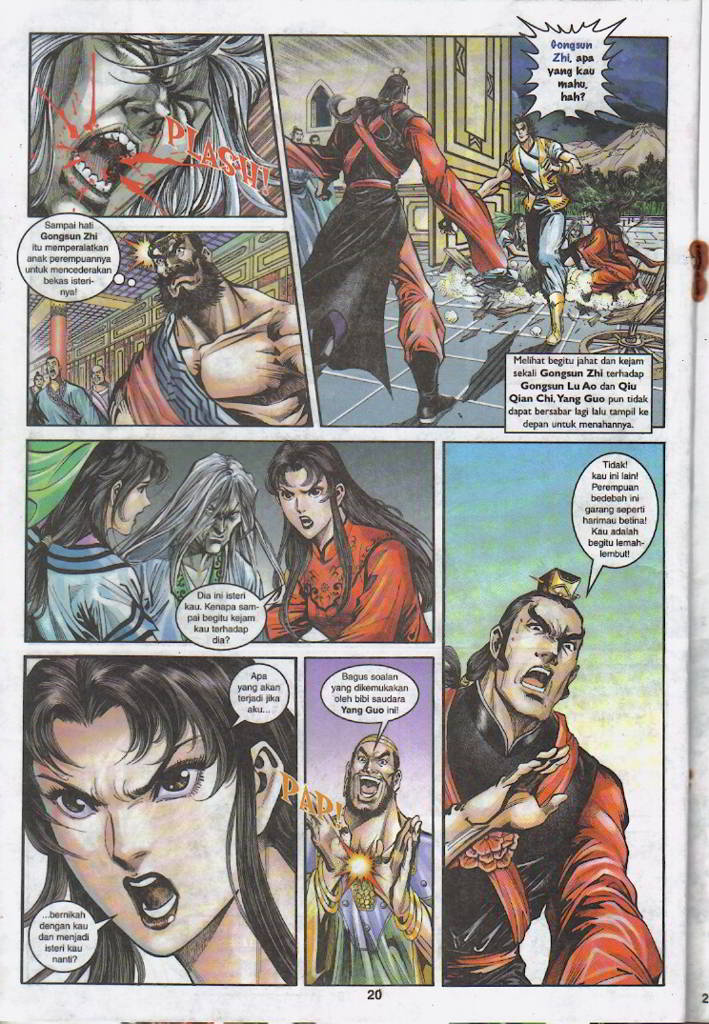 PLASH!
Gongsun
Zhi, apa
yang kau
mahu,
hah?
Sampai hati
Gongsun Zhi
itu memperalatkan
anak perempuannya
untuk mencederakan
bekas isteri-
nya!
Melihat begitu jahat dan kejam
sekali Gongsun Zhi terhadap
Gongsun Lu Ao dan Qiu
Qian Chi, Yang Guo pun tidak
dapat bersabar lagi lalu tampil ke
depan untuk menahannya.
Dia ini isteri
kau. Kenapa sam-
pai begitu kejam
kau terhadap
dia?
Tidak!
kau ini lain!
Perempuan
bedebah ini
garang seperti
harimau betina!
Kau adalah
begitu lemah-
lembut!
Apa
yang akan
terjadi jika
aku...
...bernikah
dengan kau
dan menjadi
isteri kau
nanti?
Bagus soalan
yang dikemukakan
oleh bibi saudara
Yang Guo ini!
PAP!
20
2